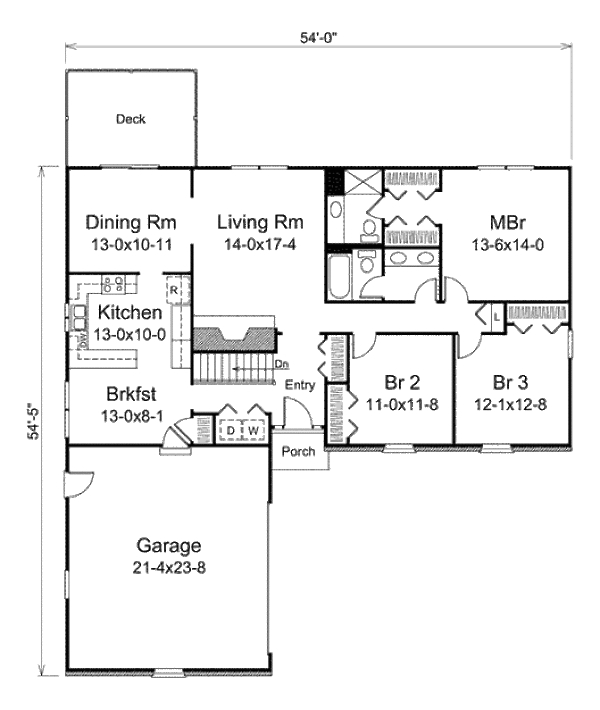 54'-0"
Deck
Dining Rm
13-0x10-11
Living Rm
14-0x17-4
MBr
13-6x14-0
R
Kitchen
13-0x10-0
DW
L
Dn
Entry
Brkfst
13-0x8-1
Br 2
11-0x11-8
Br 3
12-1x12-8
54'-5"
D
W
Porch
Garage
21-4x23-8